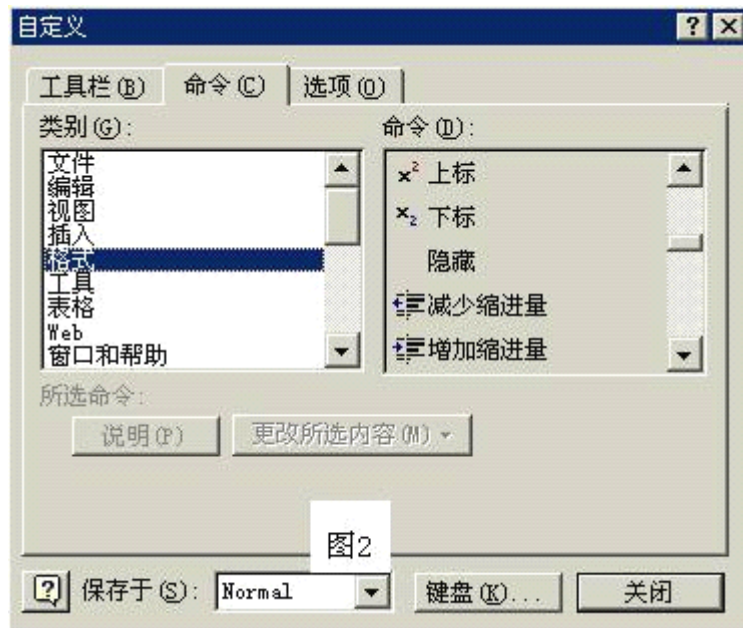 自定义
工具栏(B) 命令(C) 选项(O)
类别(G): 命令(D):
文件
编辑
视图
插入
格式
工具
表格
Web
窗口和帮助
x² 上标
x₂ 下标
隐藏
减少缩进量
增加缩进量
所选命令:
说明(P) 更改所选内容(M)
图2
保存于(S): Normal 键盘(K)... 关闭